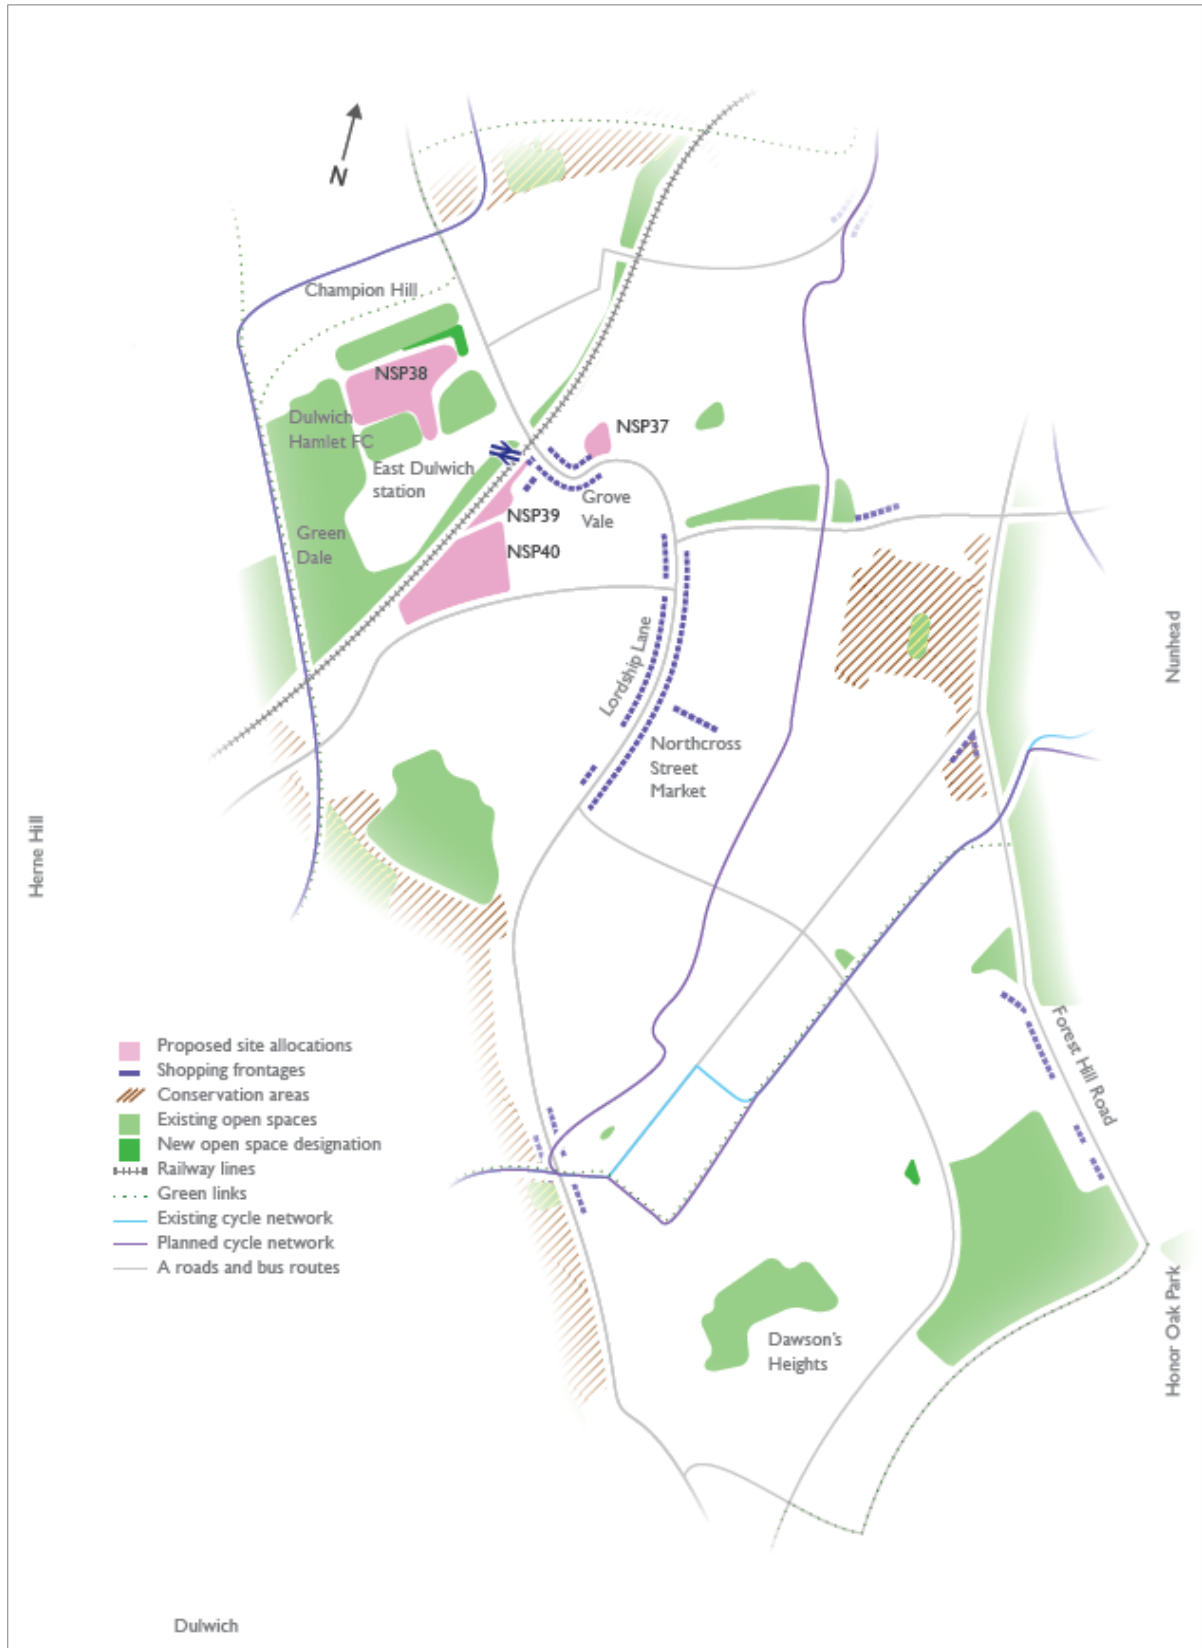 N
Champion Hill
NSP38
Dulwich
Hamlet FC
NSP37
East Dulwich
station
Grove
Vale
NSP39
Green
Dale
NSP40
Nunhead
Lordship Lane
Northcross
Street
Market
Herne Hill
Forest Hill Road
Proposed site allocations
Shopping frontages
Conservation areas
Existing open spaces
New open space designation
Railway lines
Green links
Existing cycle network
Planned cycle network
A roads and bus routes
Honor Oak Park
Dawson's
Heights
Dulwich